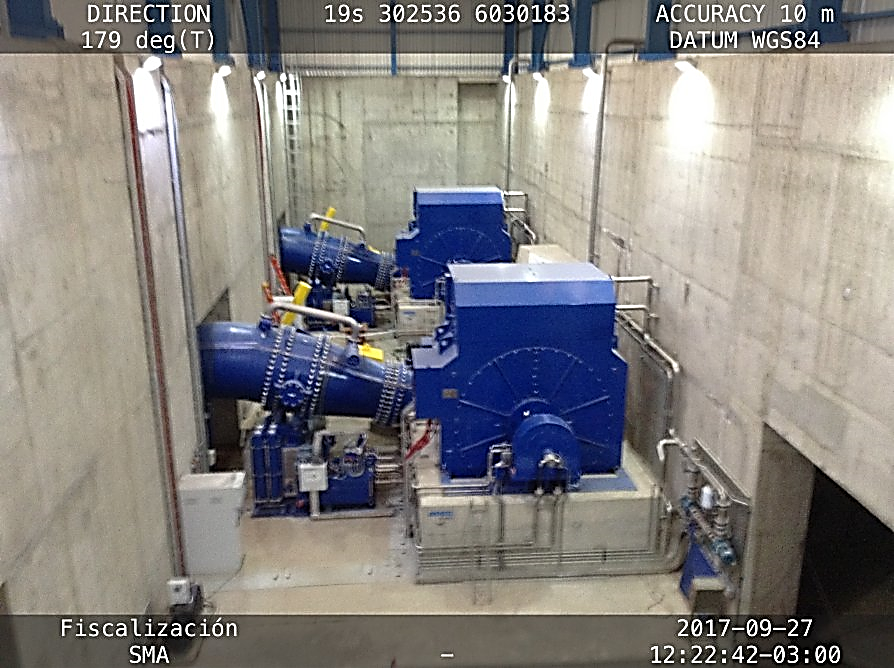 DIRECTION
179 deg(T)
19s 302536 6030183
ACCURACY 10 m
DATUM WGS84
Fiscalización
SMA
–
2017-09-27
12:22:42-03:00